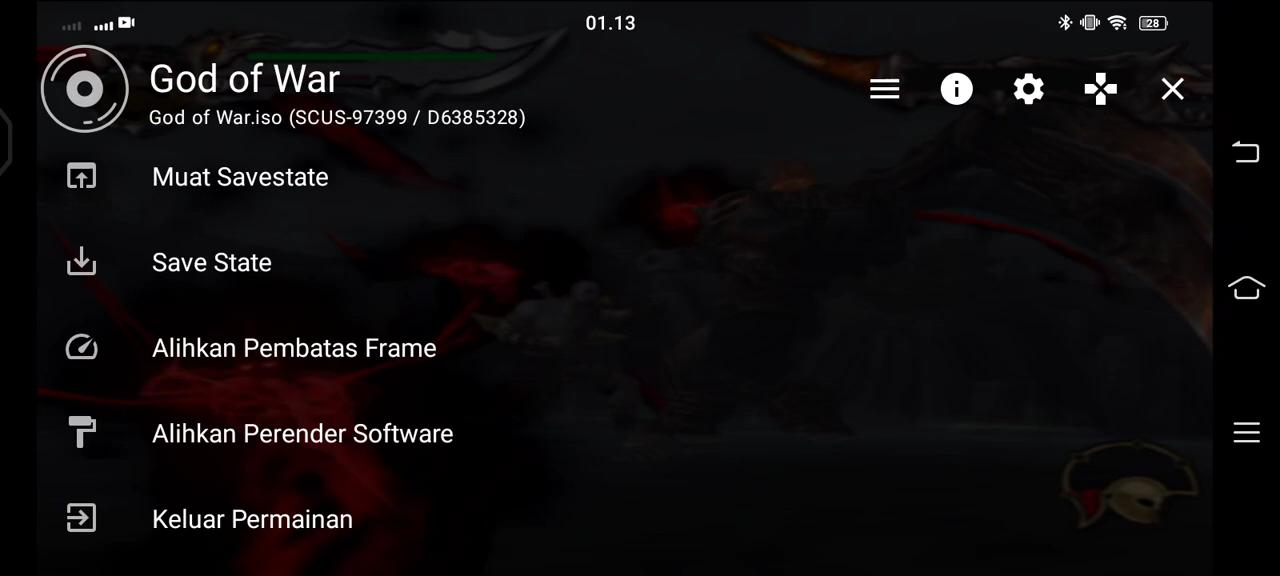 01.13
28
God of War
God of War.iso (SCUS-97399 / D6385328)
Muat Savestate
Save State
Alihkan Pembatas Frame
Alihkan Perender Software
Keluar Permainan